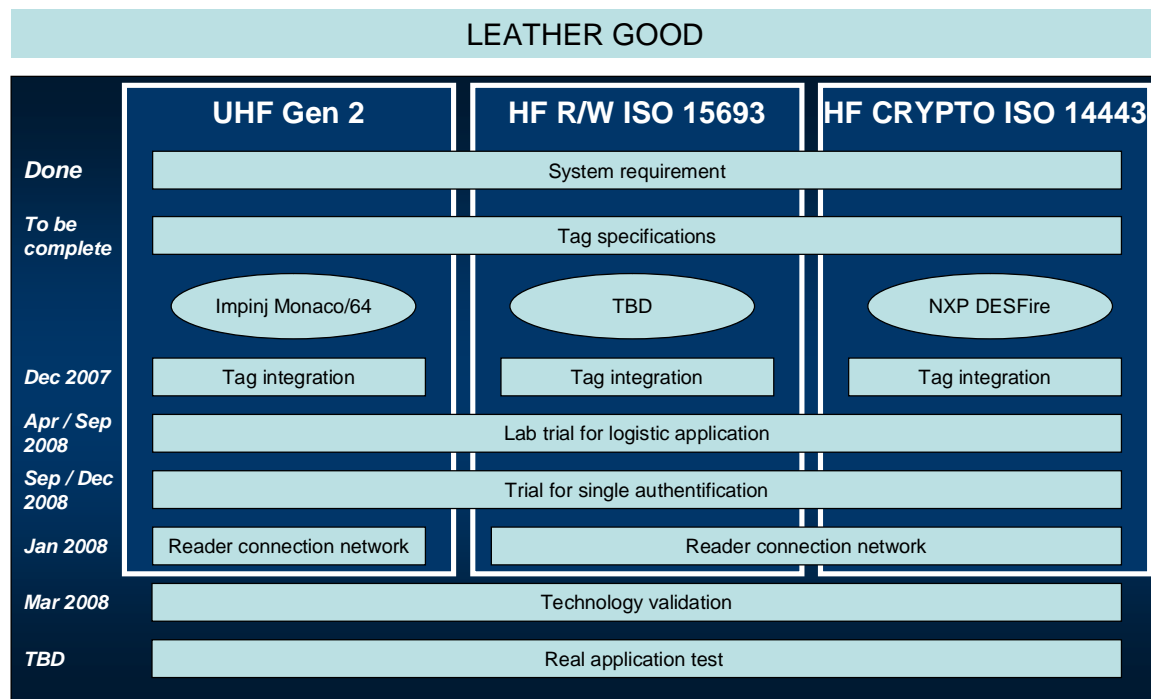 LEATHER GOOD
UHF Gen 2
HF R/W ISO 15693
HF CRYPTO ISO 14443
Done
System requirement
To be
complete
Tag specifications
Impinj Monaco/64
TBD
NXP DESFire
Dec 2007
Tag integration
Tag integration
Tag integration
Apr / Sep
2008
Lab trial for logistic application
Sep / Dec
2008
Trial for single authentification
Jan 2008
Reader connection network
Reader connection network
Mar 2008
Technology validation
TBD
Real application test